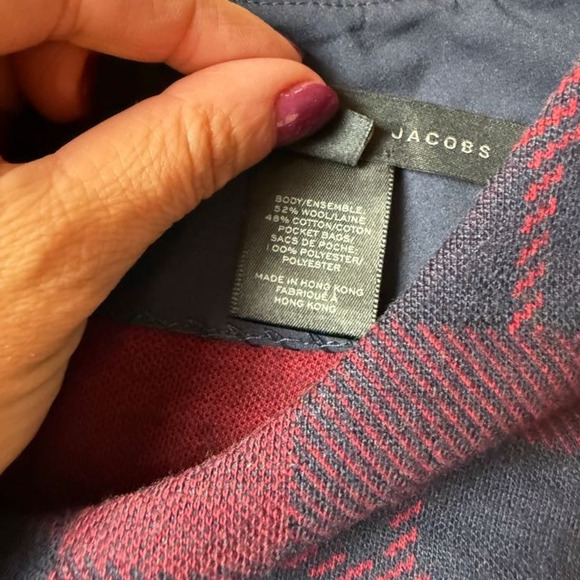 JACOBS
BODY/ENSEMBLE:
52% WOOL/LAINE
48% COTTON/COTON
POCKET BAGS/
SACS DE POCHE:
100% POLYESTER/
POLYESTER
MADE IN HONG KONG
FABRIQUÉ À
HONG KONG